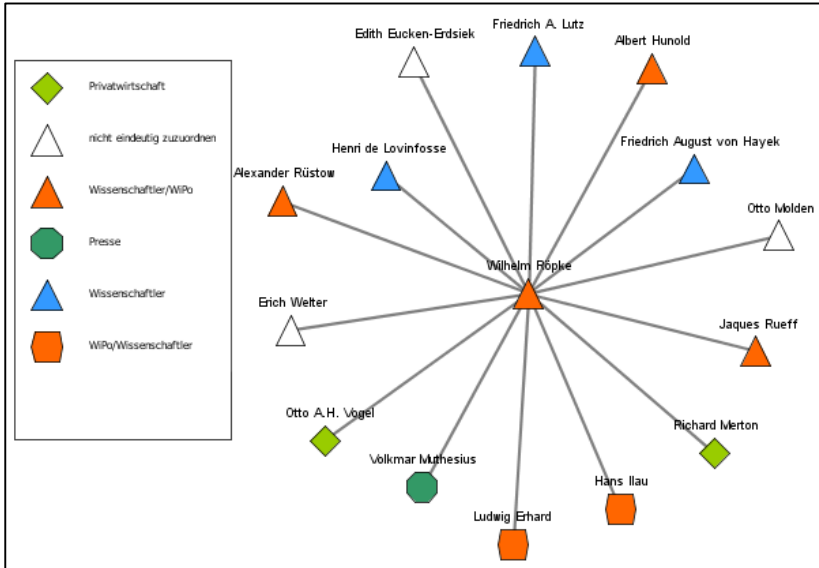 Privatwirtschaft
nicht eindeutig zuzuordnen
Wissenschaftler/WiPo
Presse
Wissenschaftler
WiPo/Wissenschaftler
Edith Eucken-Erdsiek
Friedrich A. Lutz
Albert Hunold
Henri de Lovinfosse
Friedrich August von Hayek
Alexander Rüstow
Otto Molden
Wilhelm Röpke
Erich Welter
Jaques Rueff
Otto A.H. Vogel
Richard Merton
Volkmar Muthesius
Hans Ilau
Ludwig Erhard